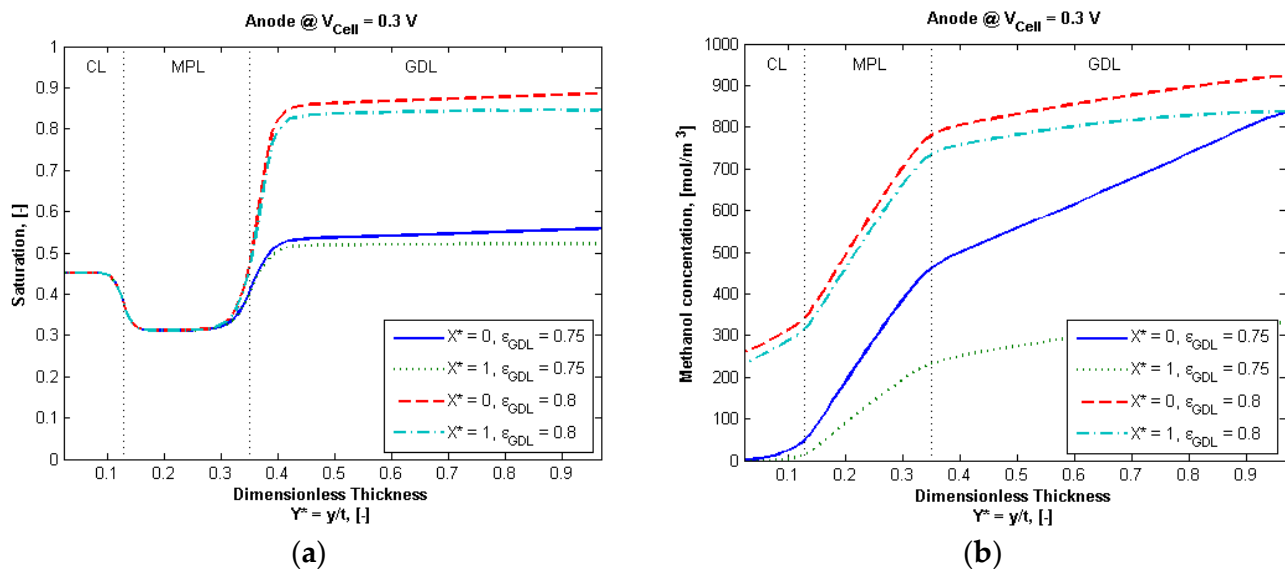 Anode @ V_Cell = 0.3 V
CL MPL GDL
1
0.9
0.8
0.7
0.6
0.5
0.4
0.3
0.2
0.1
0
Saturation, [-]
X* = 0, ε_GDL = 0.75
X* = 1, ε_GDL = 0.75
X* = 0, ε_GDL = 0.8
X* = 1, ε_GDL = 0.8
0.1 0.2 0.3 0.4 0.5 0.6 0.7 0.8 0.9
Dimensionless Thickness
Y* = y/t, [-]
(a)
Anode @ V_Cell = 0.3 V
CL MPL GDL
1000
900
800
700
600
500
400
300
200
100
0
Methanol concentration, [mol/m³]
X* = 0, ε_GDL = 0.75
X* = 1, ε_GDL = 0.75
X* = 0, ε_GDL = 0.8
X* = 1, ε_GDL = 0.8
0.1 0.2 0.3 0.4 0.5 0.6 0.7 0.8 0.9
Dimensionless Thickness
Y* = y/t, [-]
(b)